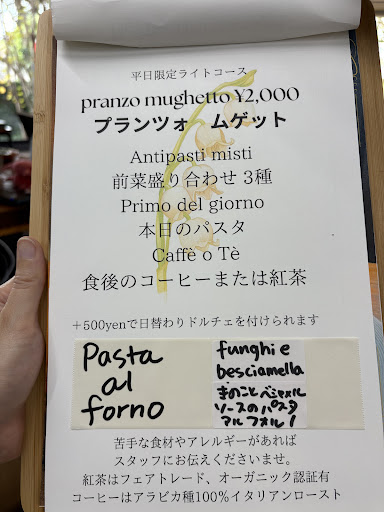 平日限定ライトコース
pranzo mughetto ¥2,000
プランツォ　ムゲット
Antipasti misti
前菜盛り合わせ 3種
Primo del giorno
本日のパスタ
Caffè o Tè
食後のコーヒーまたは紅茶
＋500yenで日替わりドルチェを付けられます
Pasta
al
forno
funghi e
besciamella
きのことベシャメル
ソースのパスタ
アルフォルノ
苦手な食材やアレルギーがあれば
スタッフにお伝えくださいませ。
紅茶はフェアトレード、オーガニック認証有
コーヒーはアラビカ種100％イタリアンロースト